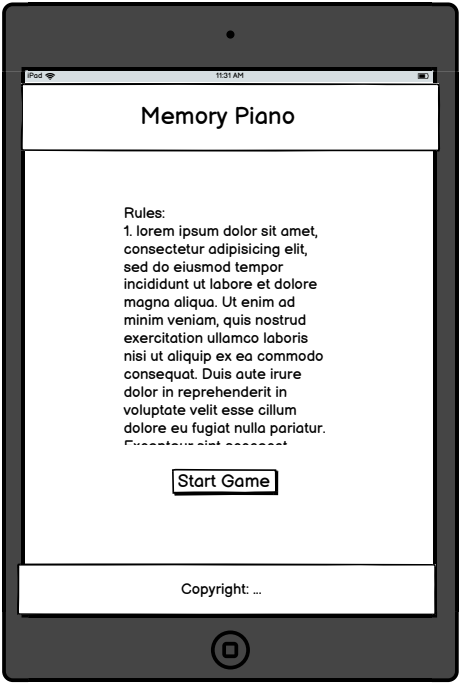 iPad 11:31 AM
Memory Piano
Rules:
1. lorem ipsum dolor sit amet,
consectetur adipisicing elit,
sed do eiusmod tempor
incididunt ut labore et dolore
magna aliqua. Ut enim ad
minim veniam, quis nostrud
exercitation ullamco laboris
nisi ut aliquip ex ea commodo
consequat. Duis aute irure
dolor in reprehenderit in
voluptate velit esse cillum
dolore eu fugiat nulla pariatur.
Start Game
Copyright: ...